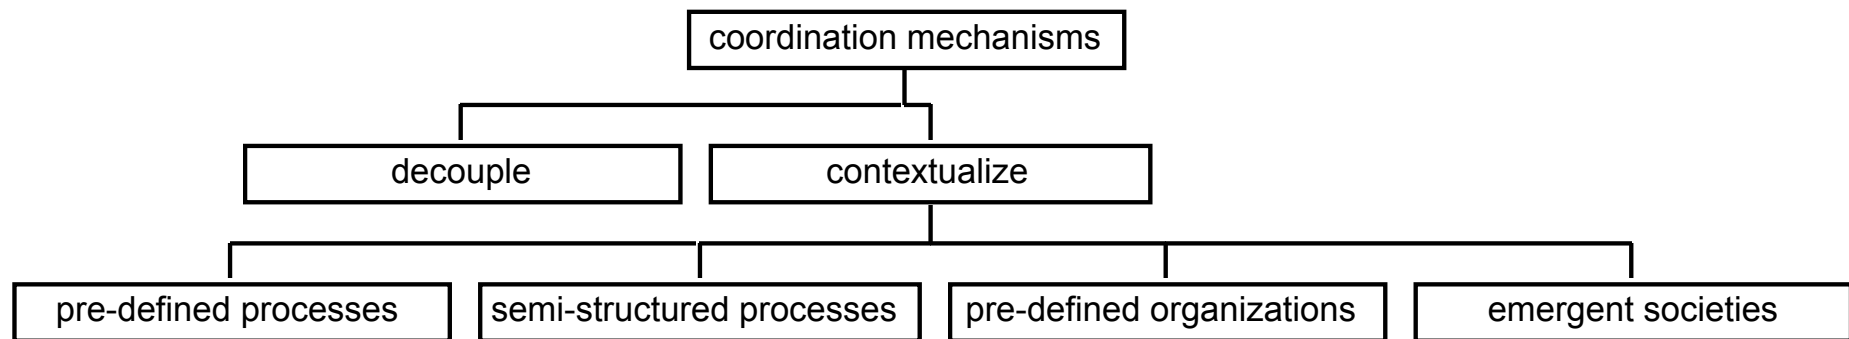 coordination mechanisms
decouple
contextualize
pre-defined processes
semi-structured processes
pre-defined organizations
emergent societies